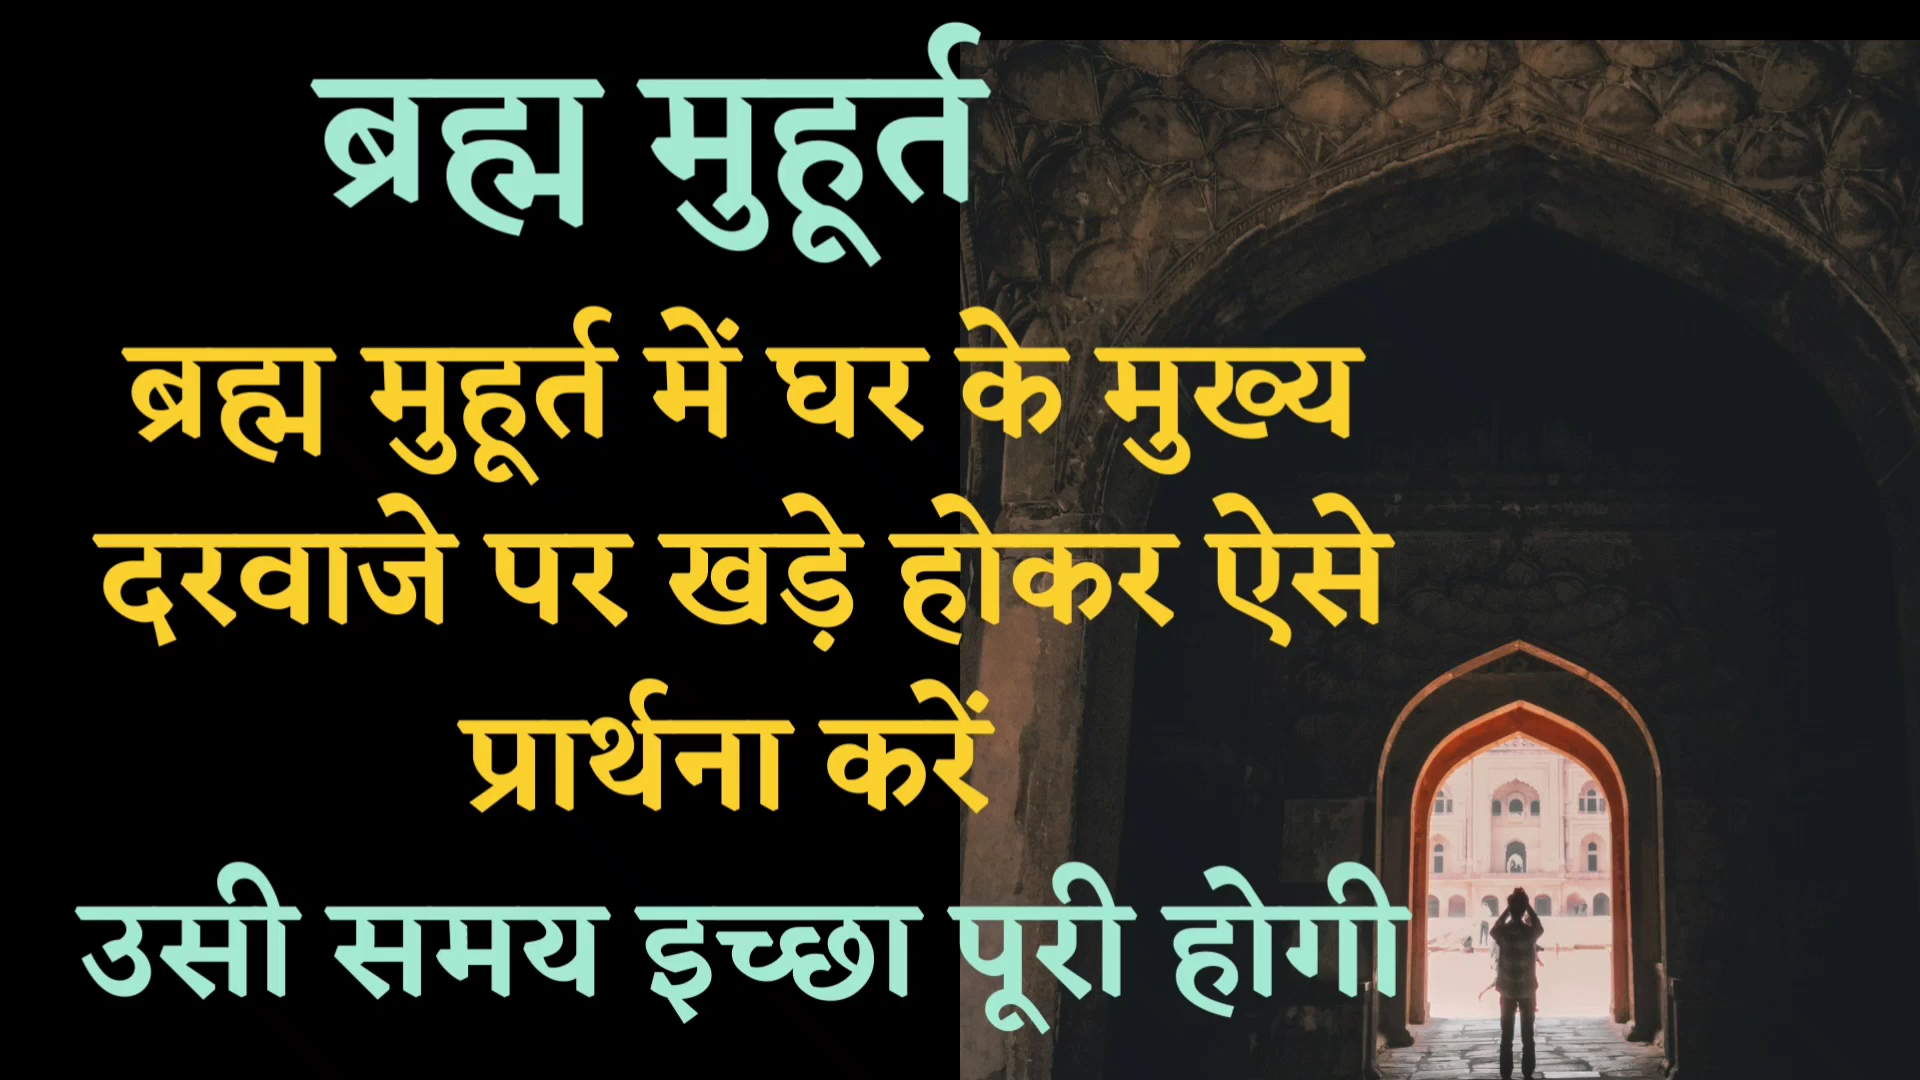 ब्रह्म मुहूर्त
ब्रह्म मुहूर्त में घर के मुख्य
दरवाजे पर खड़े होकर ऐसे
प्रार्थना करें
उसी समय इच्छा पूरी होगी